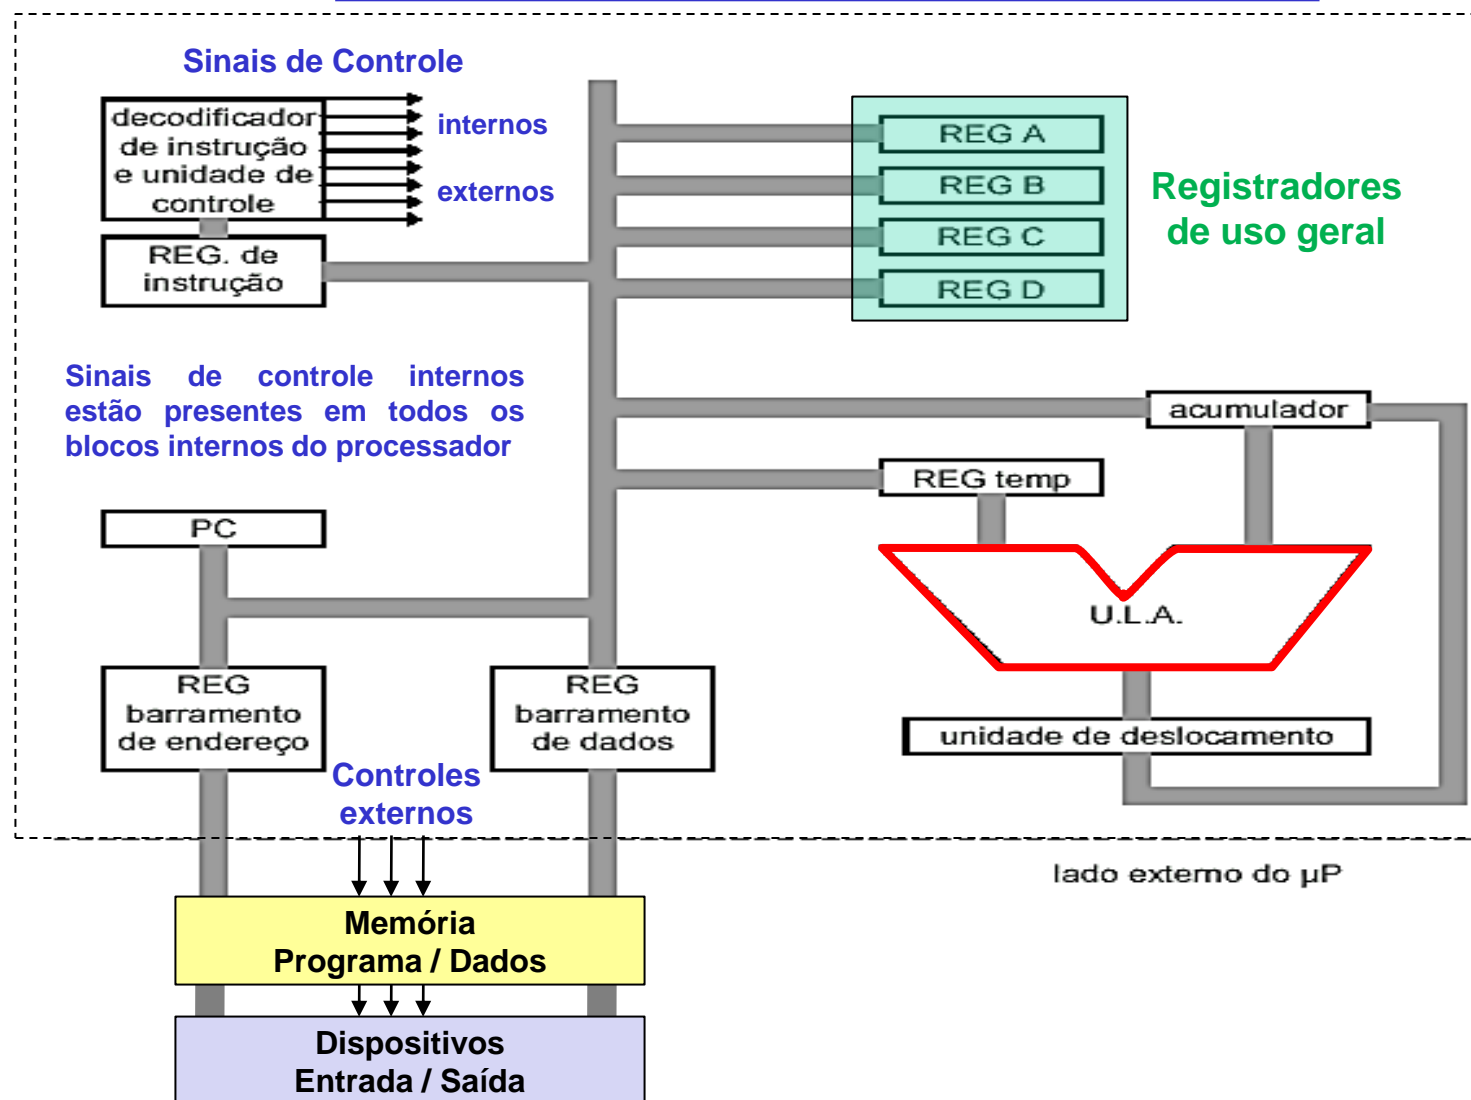 Sinais de Controle
decodificador
de instrução
e unidade de
controle
internos
externos
REG. de
instrução
REG A
REG B
REG C
REG D
Registradores
de uso geral
Sinais de controle internos
estão presentes em todos os
blocos internos do processador
acumulador
REG temp
PC
U.L.A.
REG
barramento
de endereço
REG
barramento
de dados
unidade de deslocamento
Controles
externos
lado externo do µP
Memória
Programa / Dados
Dispositivos
Entrada / Saída